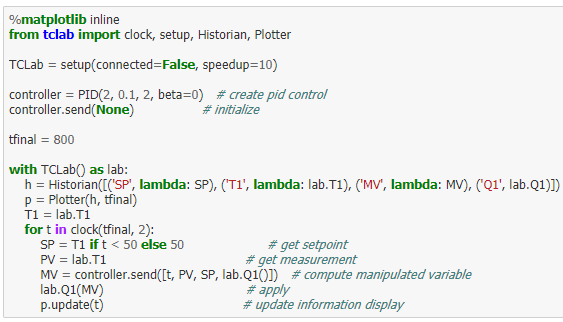 %matplotlib inline
from tclab import clock, setup, Historian, Plotter
TCLab = setup(connected=False, speedup=10)
controller = PID(2, 0.1, 2, beta=0)   # create pid control
controller.send(None)   # initialize
tfinal = 800
with TCLab() as lab:
h = Historian([('SP', lambda: SP), ('T1', lambda: lab.T1), ('MV', lambda: MV), ('Q1', lab.Q1)])
p = Plotter(h, tfinal)
T1 = lab.T1
for t in clock(tfinal, 2):
SP = T1 if t < 50 else 50   # get setpoint
PV = lab.T1   # get measurement
MV = controller.send([t, PV, SP, lab.Q1()])   # compute manipulated variable
lab.Q1(MV)   # apply
p.update(t)   # update information display